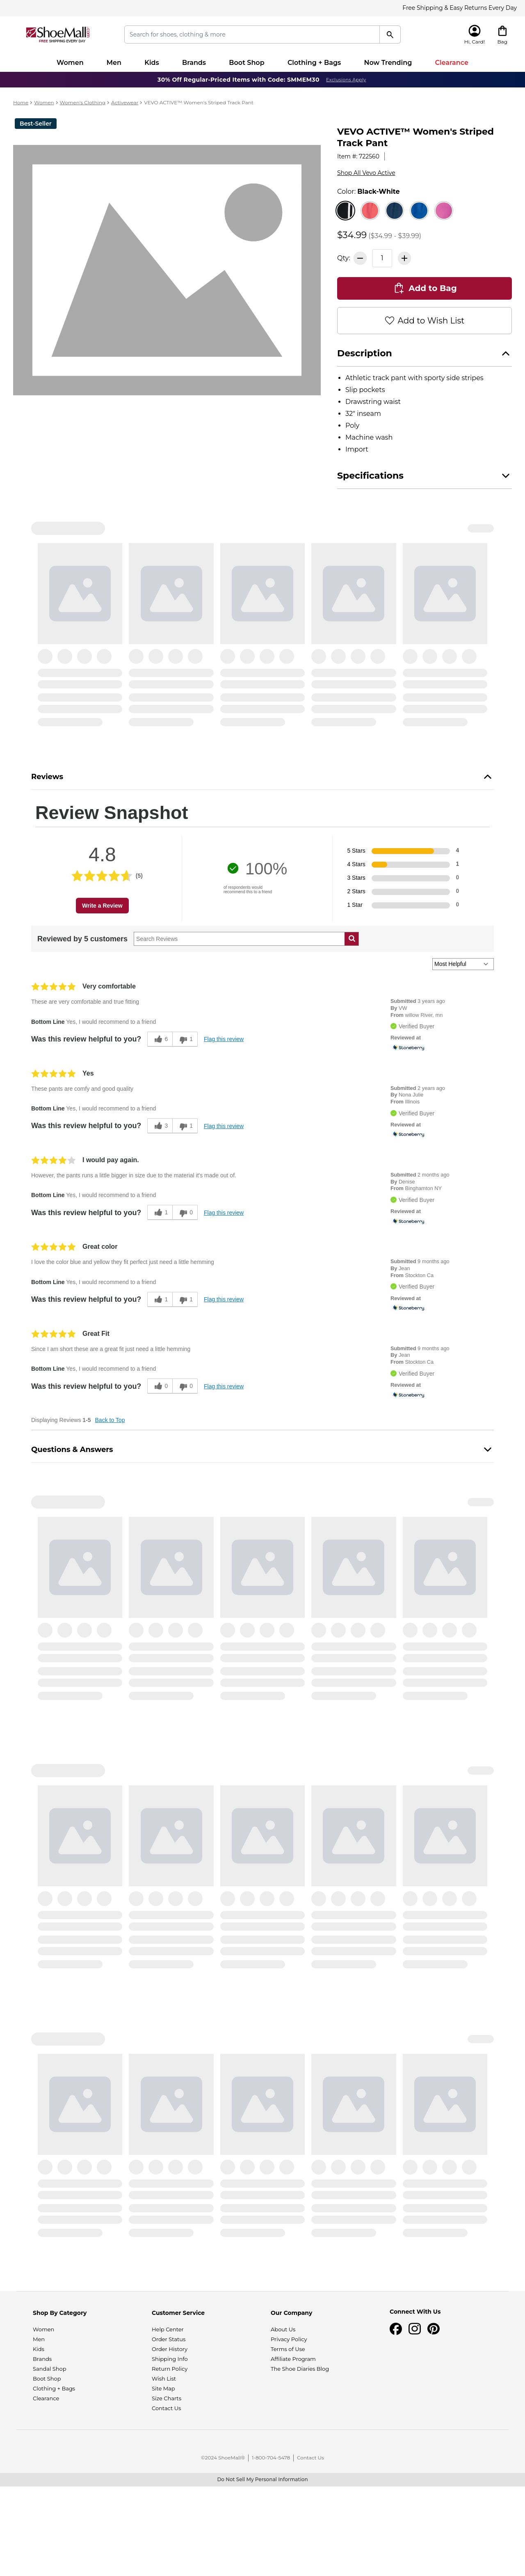 Free Shipping & Easy Returns Every Day
ShoeMall
FREE SHIPPING EVERY DAY
Search for shoes, clothing & more
Hi, Card!
Bag
Women Men Kids Brands Boot Shop Clothing + Bags Now Trending Clearance
30% Off Regular-Priced Items with Code: SMMEM30 Exclusions Apply
Home > Women > Women's Clothing > Activewear > VEVO ACTIVE™ Women's Striped Track Pant
Best-Seller
VEVO ACTIVE™ Women's Striped
Track Pant
Item #: 722560
Shop All Vevo Active
Color: Black-White
$34.99 ($34.99 - $39.99)
Qty: 1
Add to Bag
Add to Wish List
Description
• Athletic track pant with sporty side stripes
• Slip pockets
• Drawstring waist
• 32" inseam
• Poly
• Machine wash
• Import
Specifications
Reviews
Review Snapshot
4.8
(5)
Write a Review
100%
of respondents would
recommend this to a friend
5 Stars 4
4 Stars 1
3 Stars 0
2 Stars 0
1 Star 0
Reviewed by 5 customers
Search Reviews
Most Helpful
Very comfortable
These are very comfortable and true fitting
Bottom Line Yes, I would recommend to a friend
Was this review helpful to you? 6 1 Flag this review
Submitted 3 years ago
By VW
From willow River, mn
Verified Buyer
Reviewed at
Stoneberry
Yes
These pants are comfy and good quality
Bottom Line Yes, I would recommend to a friend
Was this review helpful to you? 3 1 Flag this review
Submitted 2 years ago
By Nona Julie
From Illinois
Verified Buyer
Reviewed at
Stoneberry
I would pay again.
However, the pants runs a little bigger in size due to the material it's made out of.
Bottom Line Yes, I would recommend to a friend
Was this review helpful to you? 1 0 Flag this review
Submitted 2 months ago
By Denise
From Binghamton NY
Verified Buyer
Reviewed at
Stoneberry
Great color
I love the color blue and yellow they fit perfect just need a little hemming
Bottom Line Yes, I would recommend to a friend
Was this review helpful to you? 1 1 Flag this review
Submitted 9 months ago
By Jean
From Stockton Ca
Verified Buyer
Reviewed at
Stoneberry
Great Fit
Since I am short these are a great fit just need a little hemming
Bottom Line Yes, I would recommend to a friend
Was this review helpful to you? 0 0 Flag this review
Submitted 8 months ago
By Jean
From Stockton Ca
Verified Buyer
Reviewed at
Stoneberry
Displaying Reviews 1-5 Back to Top
Questions & Answers
Shop By Category
Women
Men
Kids
Brands
Sandal Shop
Boot Shop
Clothing + Bags
Clearance
Customer Service
Help Center
Order Status
Order History
Shipping Info
Return Policy
Wish List
Site Map
Size Charts
Contact Us
Our Company
About Us
Privacy Policy
Terms of Use
Affiliate Program
The Shoe Diaries Blog
Connect With Us
©2024 ShoeMall® | 1-800-704-5478 | Contact Us
Do Not Sell My Personal Information